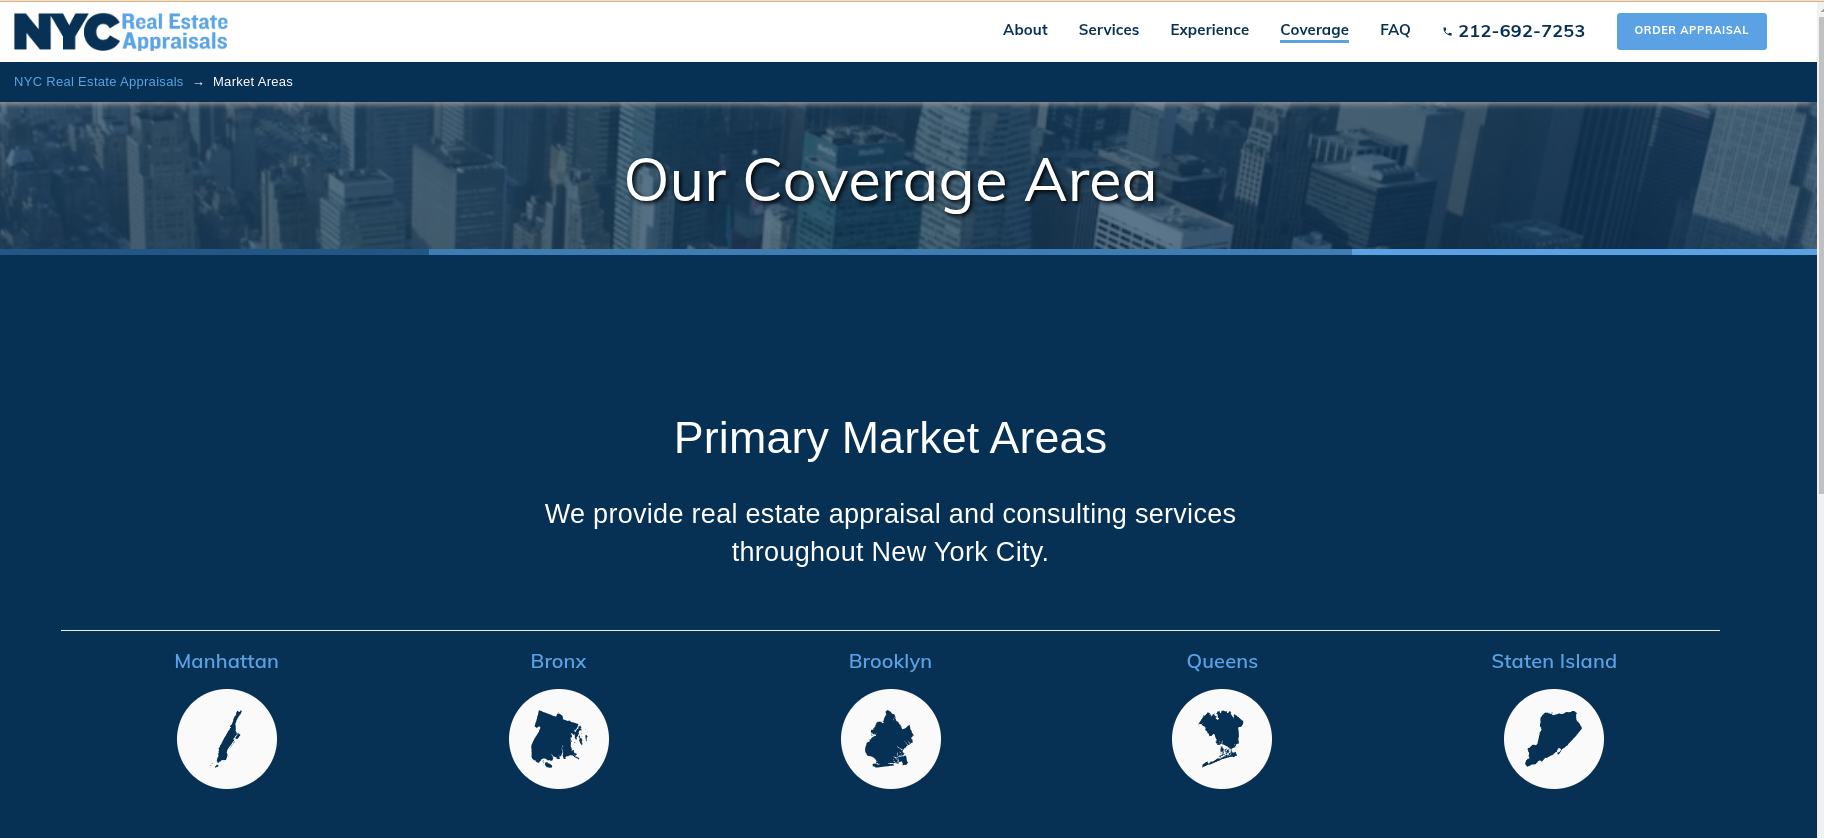 NYC Real Estate
Appraisals
About Services Experience Coverage FAQ 212-692-7253 ORDER APPRAISAL
NYC Real Estate Appraisals → Market Areas
Our Coverage Area
Primary Market Areas
We provide real estate appraisal and consulting services
throughout New York City.
Manhattan Bronx Brooklyn Queens Staten Island